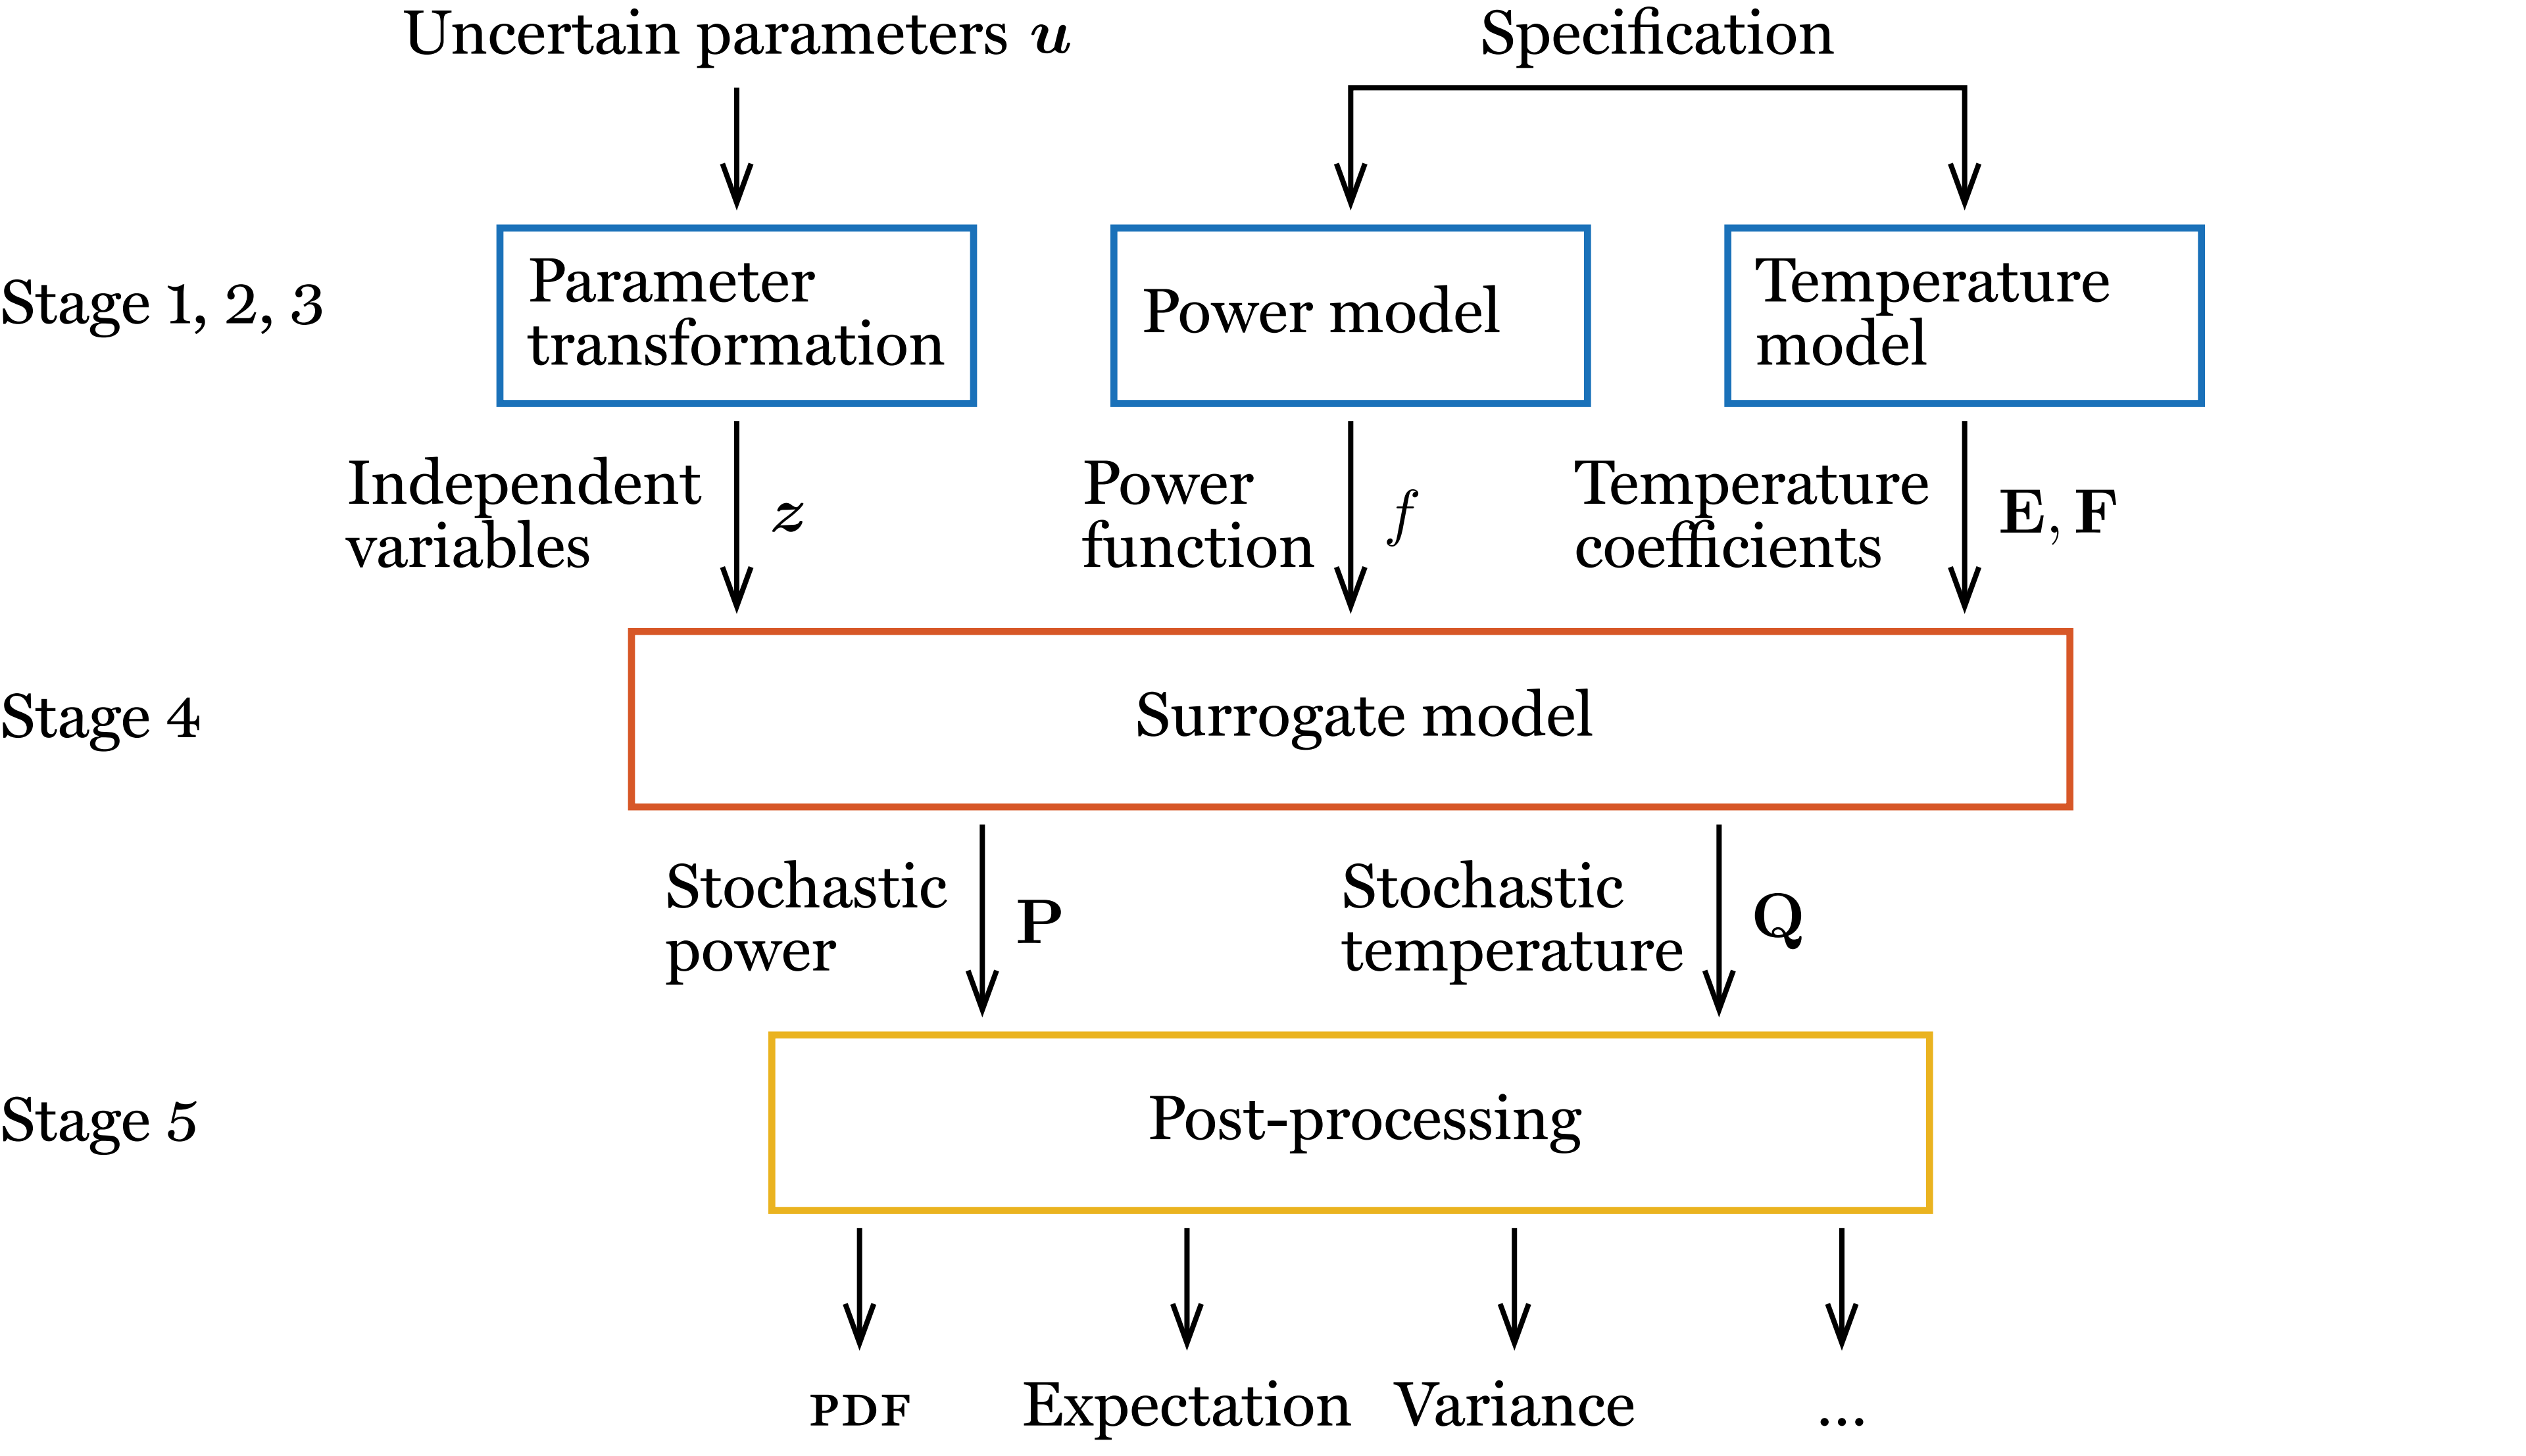 Uncertain parameters u
Specification
Stage 1, 2, 3
Parameter
transformation
Power model
Temperature
model
Independent
variables
z
Power
function
f
Temperature
coefficients
E, F
Stage 4
Surrogate model
Stochastic
power
P
Stochastic
temperature
Q
Stage 5
Post-processing
PDF
Expectation
Variance
...